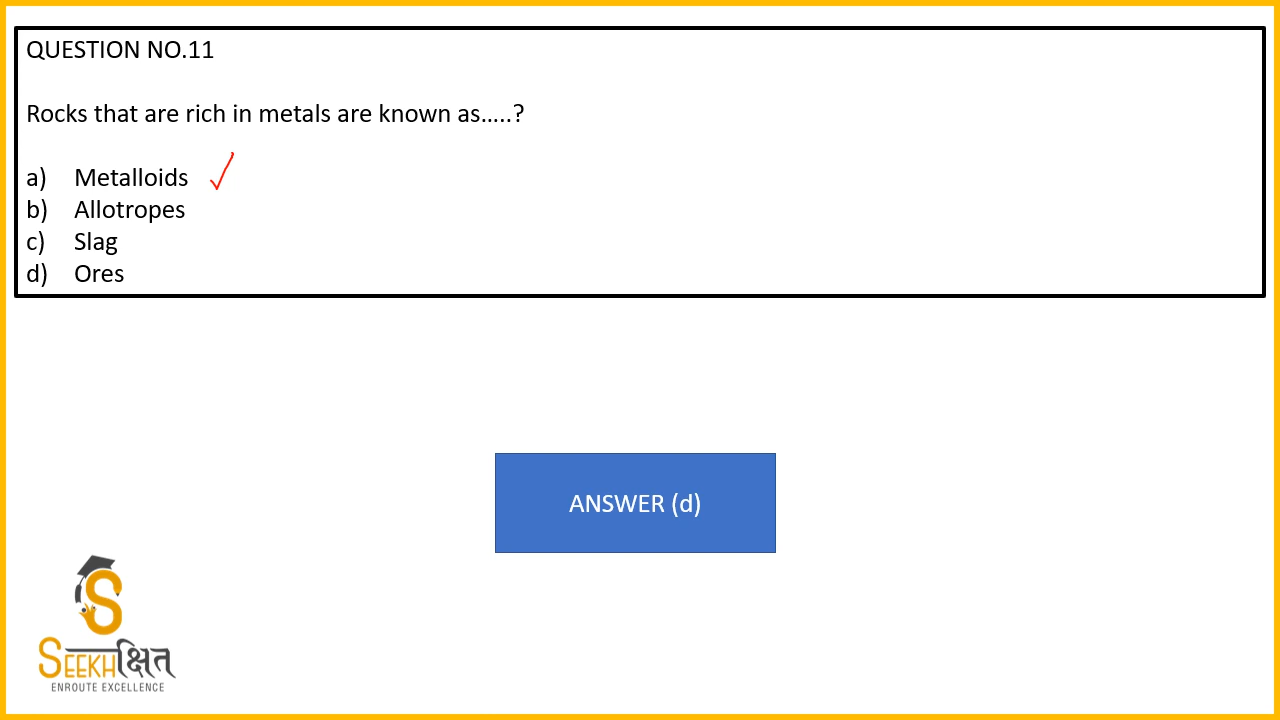 QUESTION NO.11
Rocks that are rich in metals are known as.....?
a) Metalloids
b) Allotropes
c) Slag
d) Ores
ANSWER (d)
S
SEEKHक्षित
ENROUTE EXCELLENCE